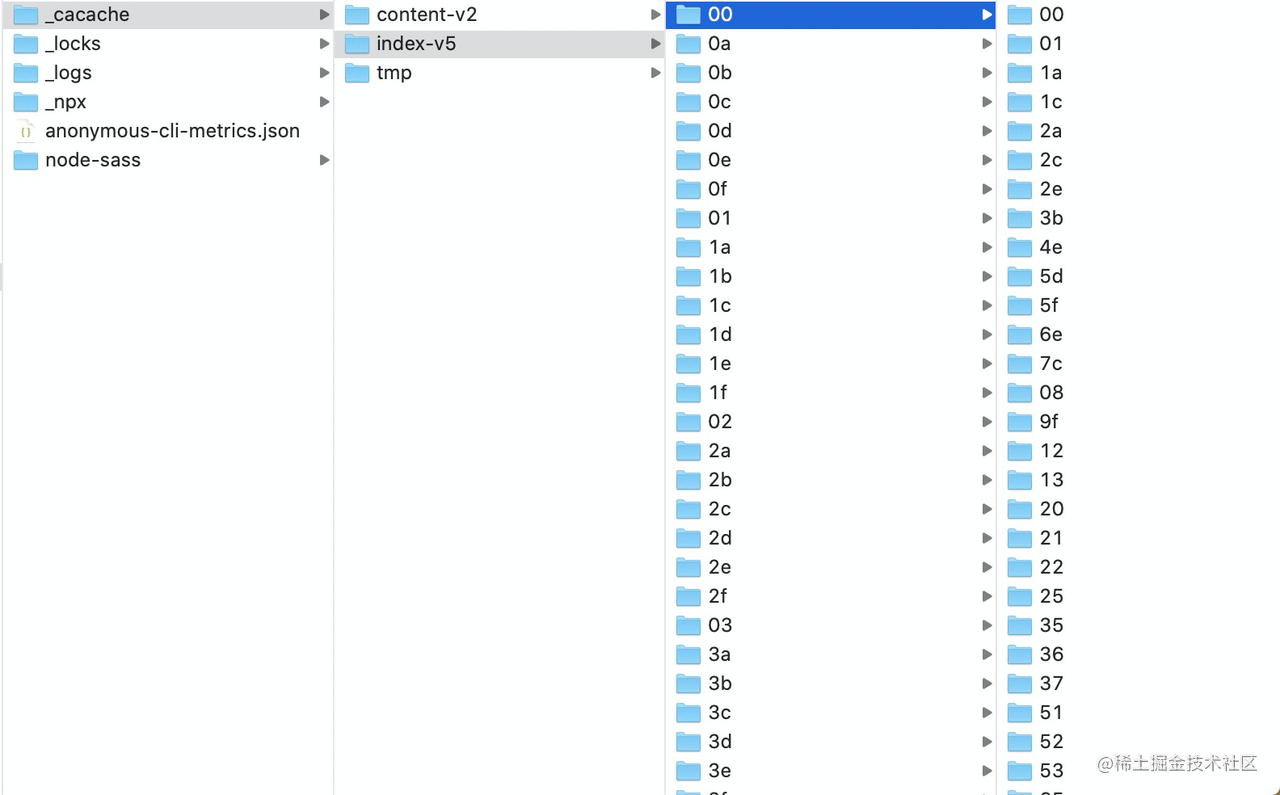 _cacache
_locks
_logs
_npx
anonymous-cli-metrics.json
node-sass
content-v2
index-v5
tmp
00
0a
0b
0c
0d
0e
0f
01
1a
1b
1c
1d
1e
1f
02
2a
2b
2c
2d
2e
2f
03
3a
3b
3c
3d
3e
00
01
1a
1c
2a
2c
2e
3b
4e
5d
5f
6e
7c
08
9f
12
13
20
21
22
25
35
36
37
51
52
53
@稀土掘金技术社区